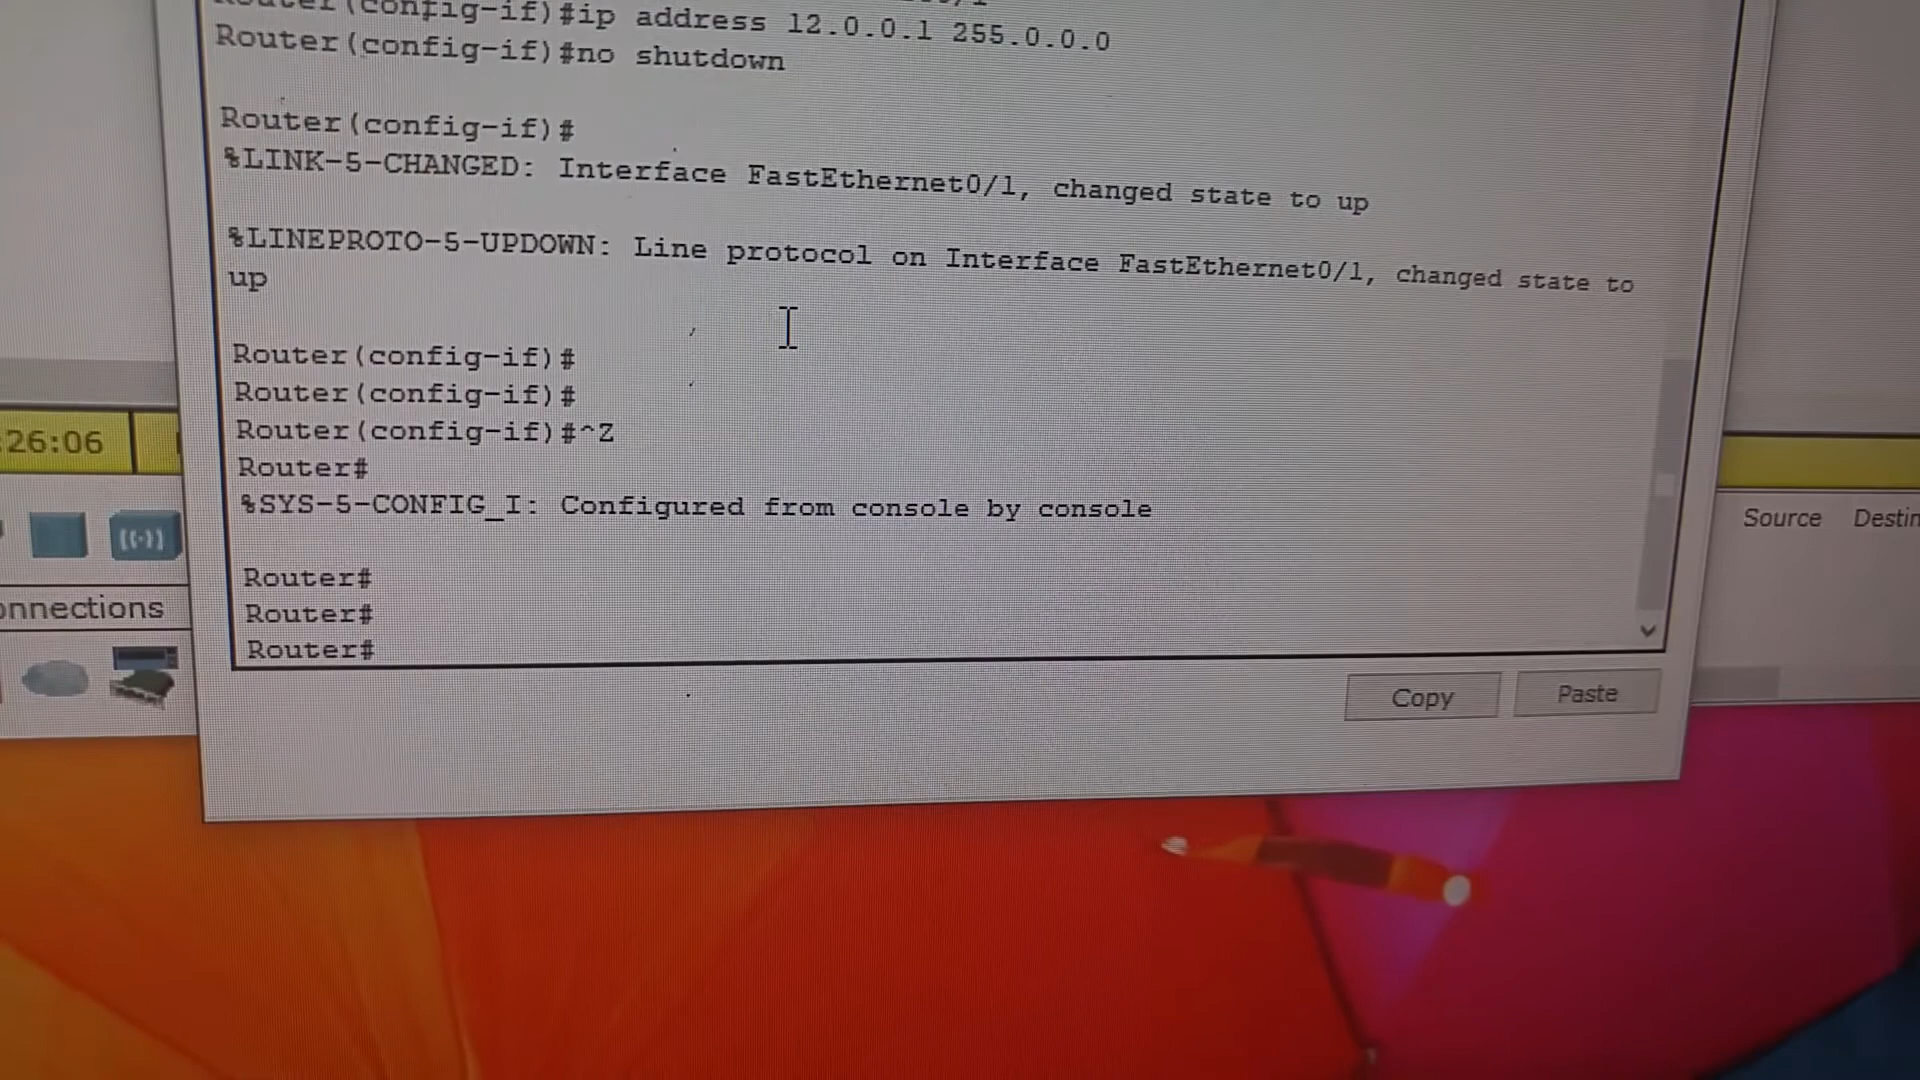 Router(config-if)#ip address 12.0.0.1 255.0.0.0
Router(config-if)#no shutdown
Router(config-if)#
%LINK-5-CHANGED: Interface FastEthernet0/1, changed state to up
%LINEPROTO-5-UPDOWN: Line protocol on Interface FastEthernet0/1, changed state to
up
Router(config-if)#
Router(config-if)#
Router(config-if)#^Z
Router#
%SYS-5-CONFIG_I: Configured from console by console
Router#
Router#
Router#
Copy Paste
:26:06
onnections
Source Destin